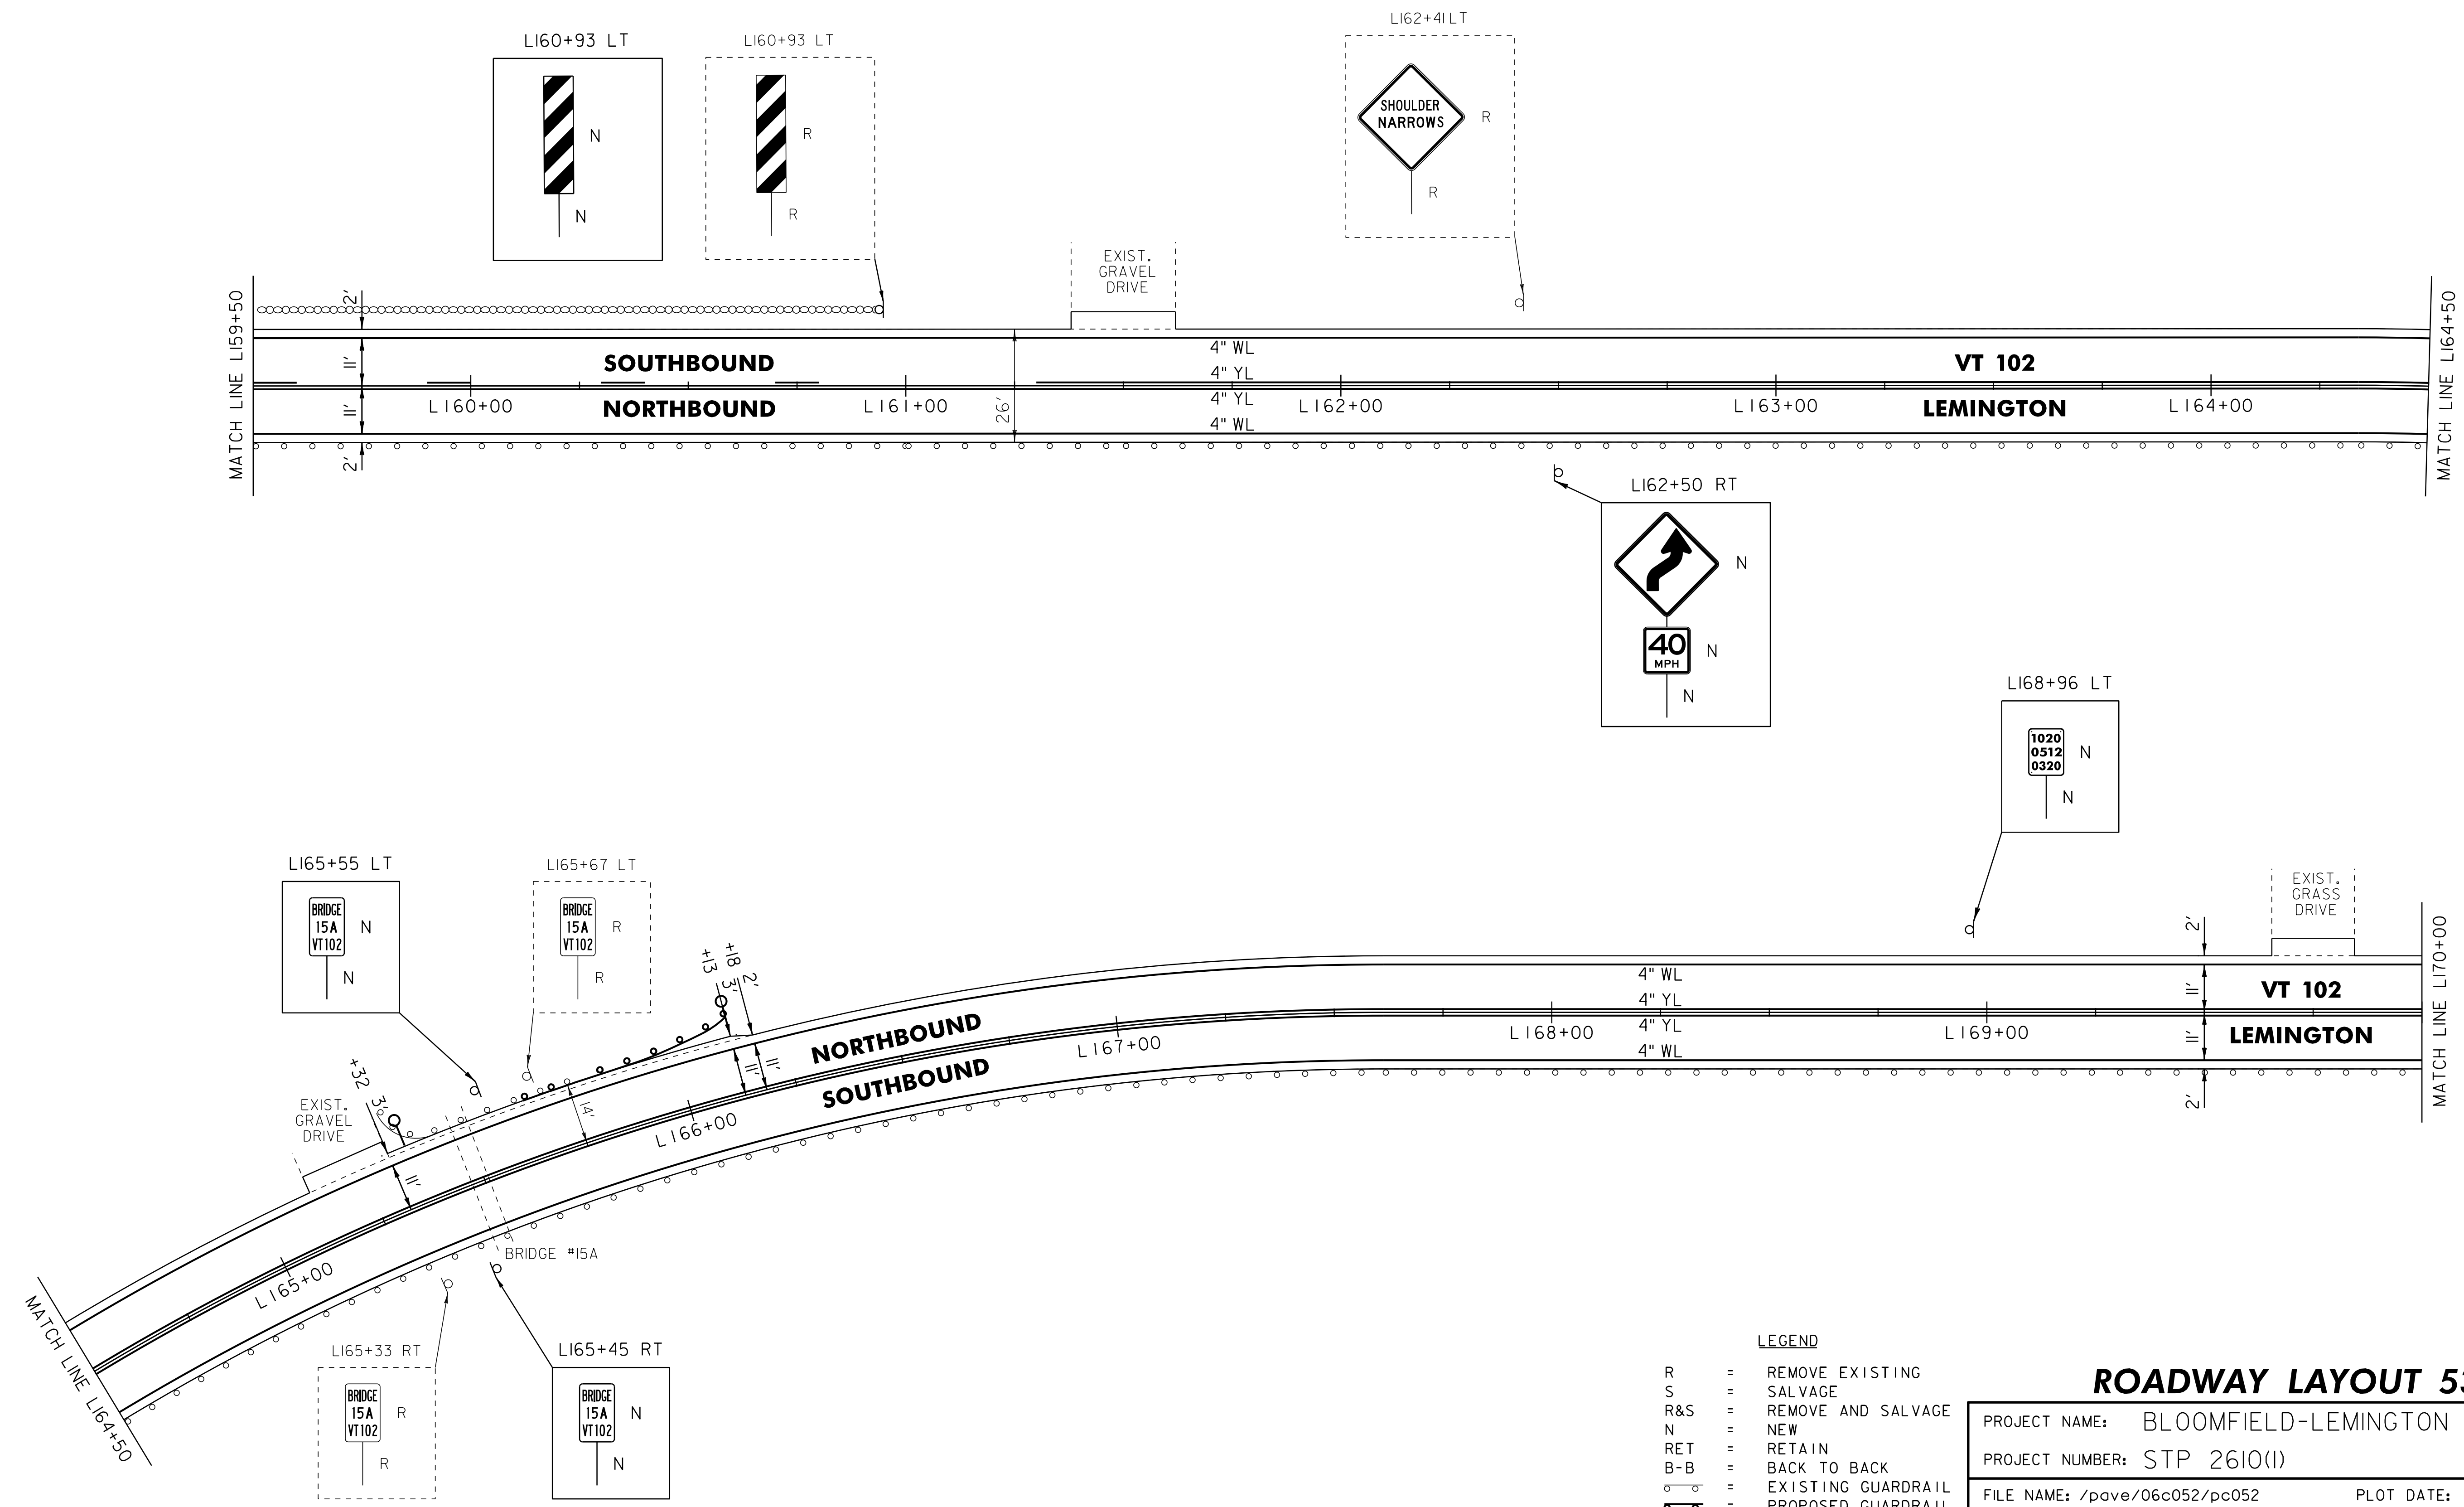 L160+93 LT
L160+93 LT
L162+41 LT
N
N
R
R
SHOULDER
NARROWS
R
R
EXIST.
GRAVEL
DRIVE
MATCH LINE L159+50
2'
11'
11'
2'
SOUTHBOUND
NORTHBOUND
L160+00
L161+00
26'
4" WL
4" YL
4" YL
4" WL
L162+00
L163+00
VT 102
LEMINGTON
L164+00
MATCH LINE L164+50
L162+50 RT
N
40
MPH
N
N
L168+96 LT
1020
0512
0320
N
N
L165+55 LT
BRIDGE
15A
VT102
N
N
L165+67 LT
BRIDGE
15A
VT102
R
R
+13
3'
+18
2'
+32
3'
EXIST.
GRAVEL
DRIVE
11'
14'
11'
11'
NORTHBOUND
SOUTHBOUND
L165+00
L166+00
L167+00
L168+00
L169+00
4" WL
4" YL
4" YL
4" WL
2'
11'
11'
2'
EXIST.
GRASS
DRIVE
VT 102
LEMINGTON
MATCH LINE L170+00
MATCH LINE L164+50
BRIDGE #15A
L165+33 RT
BRIDGE
15A
VT102
R
R
L165+45 RT
BRIDGE
15A
VT102
N
N
LEGEND
R = REMOVE EXISTING
S = SALVAGE
R&S = REMOVE AND SALVAGE
N = NEW
RET = RETAIN
B-B = BACK TO BACK
= EXISTING GUARDRAIL
= PROPOSED GUARDRAIL
ROADWAY LAYOUT
PROJECT NAME: BLOOMFIELD-LEMINGTON
PROJECT NUMBER: STP 2610(1)
FILE NAME: /pave/06c052/pc052
PLOT DATE: